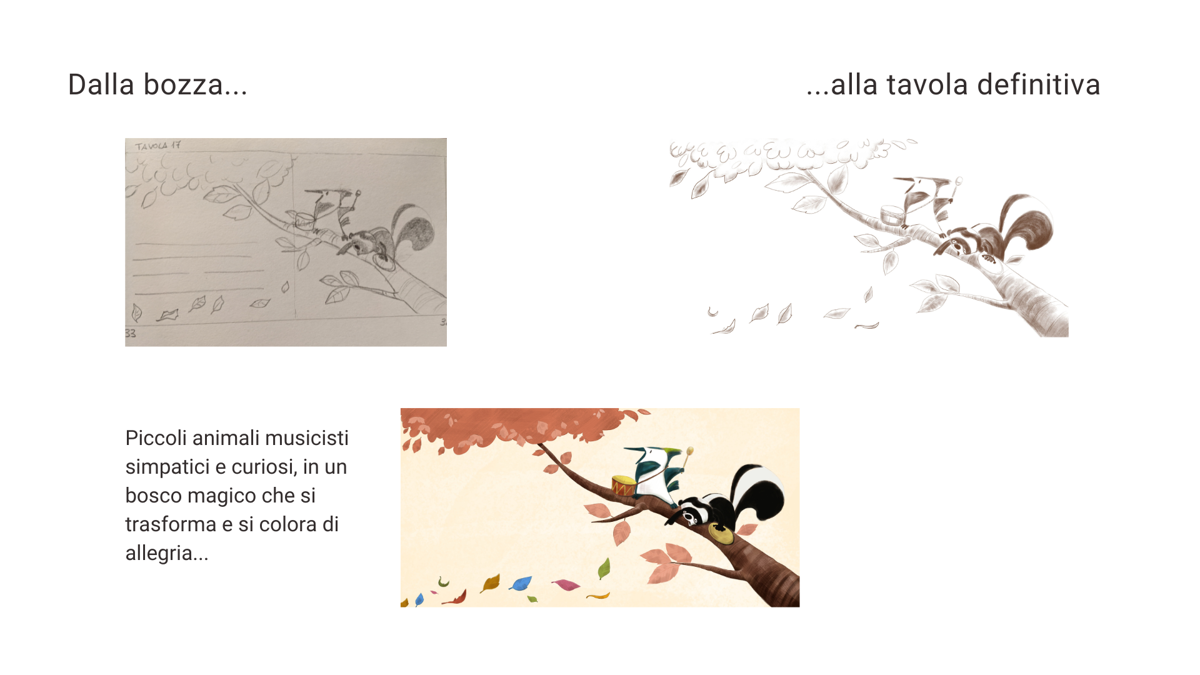 Dalla bozza...
...alla tavola definitiva
TAVOLA 17
33
Piccoli animali musicisti
simpatici e curiosi, in un
bosco magico che si
trasforma e si colora di
allegria...